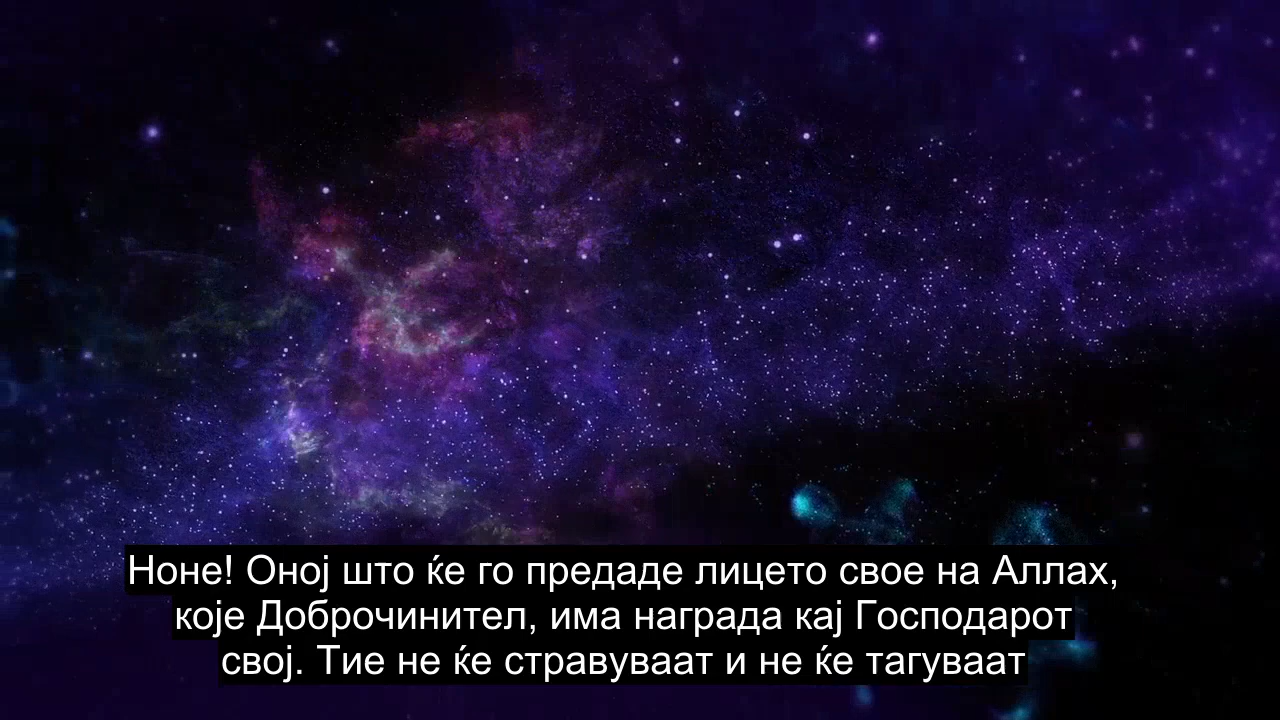 Ноне! Оној што ќе го предаде лицето свое на Аллах,
које Доброчинител, има награда кај Господарот
свој. Тие не ќе стравуваат и не ќе тагуваат